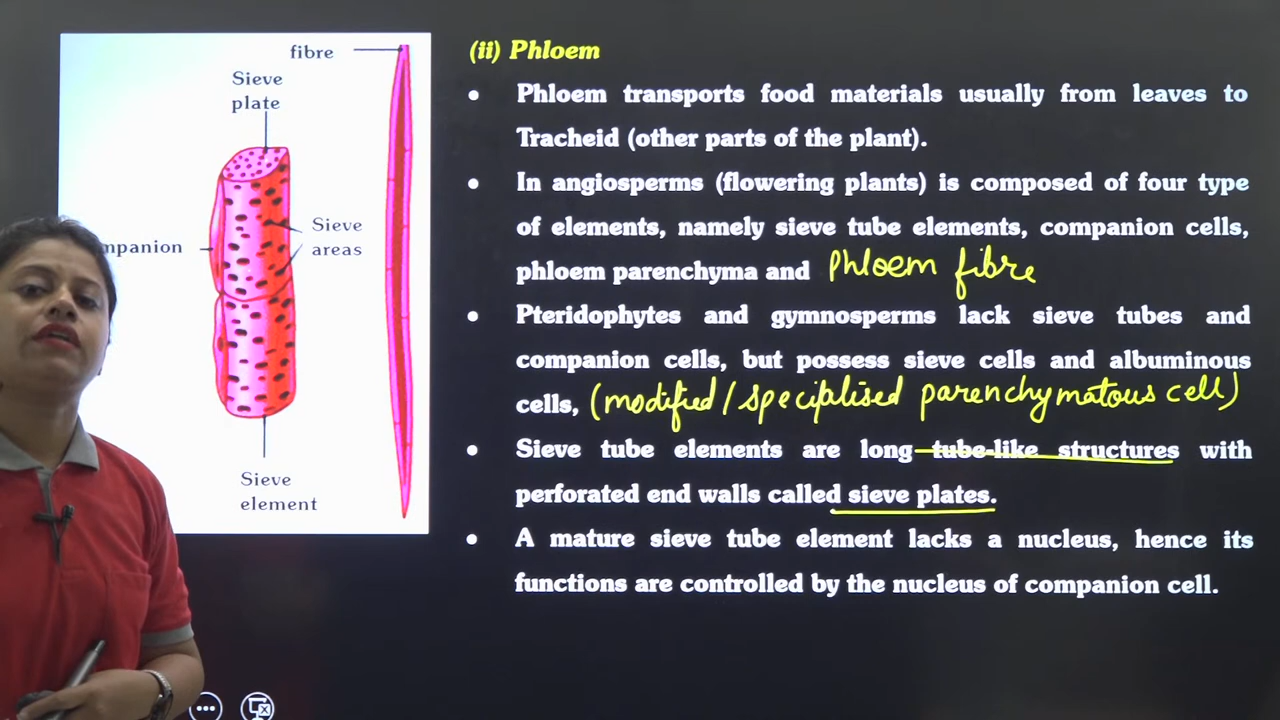 fibre
Sieve
plate
mpanion
Sieve
areas
Sieve
element
(ii) Phloem
• Phloem transports food materials usually from leaves to
Tracheid (other parts of the plant).
• In angiosperms (flowering plants) is composed of four type
of elements, namely sieve tube elements, companion cells,
phloem parenchyma and Phloem fibre
• Pteridophytes and gymnosperms lack sieve tubes and
companion cells, but possess sieve cells and albuminous
cells, (modified/specialised parenchymatous cell)
• Sieve tube elements are long tube-like structures with
perforated end walls called sieve plates.
• A mature sieve tube element lacks a nucleus, hence its
functions are controlled by the nucleus of companion cell.